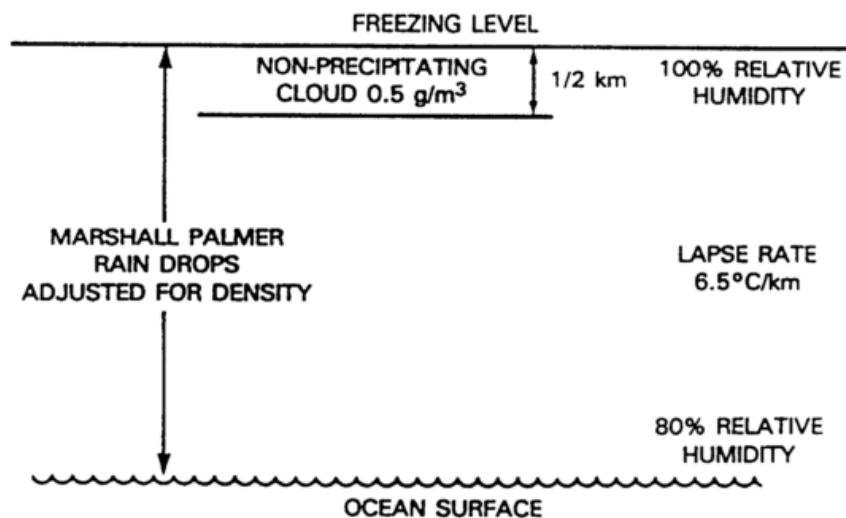 FREEZING LEVEL
NON-PRECIPITATING
CLOUD 0.5 g/m³
1/2 km
100% RELATIVE
HUMIDITY
MARSHALL PALMER
RAIN DROPS
ADJUSTED FOR DENSITY
LAPSE RATE
6.5°C/km
80% RELATIVE
HUMIDITY
OCEAN SURFACE